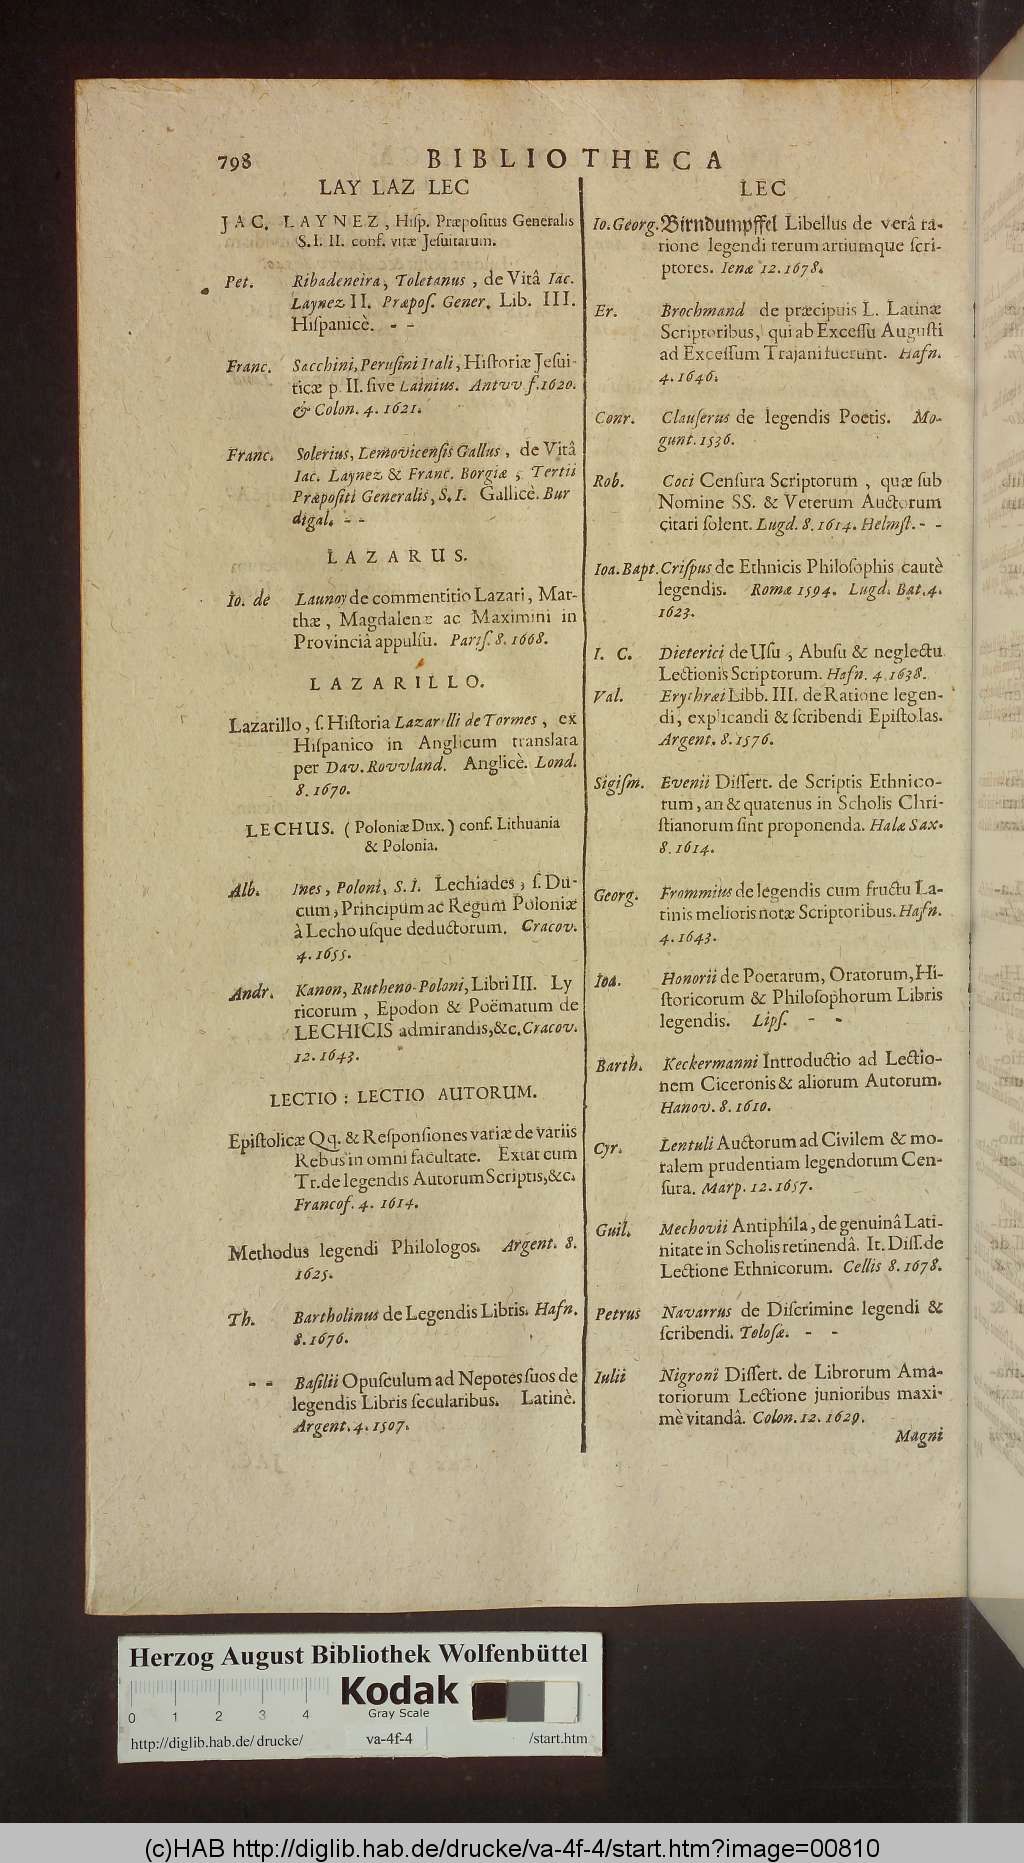 798 BIBLIOTHECA
LAY LAZ LEC
JAC. LAYNEZ, Hiſp. Præpoſitus Generalis
S. I. II. conf. vitæ Jeſuitarum.
Pet. Ribadeneira, Toletanus, de Vitâ Iac.
Laynez II. Præpoſ. Gener. Lib. III.
Hiſpanicè. - -
Franc. Sacchini, Peruſini Itali, Hiſtoriæ Jeſui-
ticæ p. II. ſive Lainius. Antvv f. 1620.
& Colon. 4. 1621.
Franc. Solerius, Lemovicenſis Gallus, de Vitâ
Iac. Laynez & Franc. Borgiæ, Tertii
Præpoſiti Generalis, S. I. Gallicè. Bur
digal. - -
LAZARUS.
Io. de Launoy de commentitio Lazari, Mar-
thæ, Magdalenæ ac Maximini in
Provinciâ appulſu. Pariſ. 8. 1668.
LAZARILLO.
Lazarillo, ſ. Hiſtoria Lazarilli de Tormes, ex
Hiſpanico in Anglicum translata
per Dav. Rovvland. Anglicè. Lond.
8. 1670.
LECHUS. (Poloniæ Dux.) conf. Lithuania
& Polonia.
Alb. Ines, Poloni, S. I. Lechiades, ſ. Du-
cum, Principum ac Regum Poloniæ
à Lecho uſque deductorum. Cracov.
4. 1655.
Andr. Kanon, Rutheno-Poloni, Libri III. Ly
ricorum, Epodon & Poëmatum de
LECHICIS admirandis, &c. Cracov.
12. 1643.
LECTIO: LECTIO AUTORUM.
Epiſtolicæ Qq. & Reſponſiones variæ de variis
Rebus in omni facultate. Extat cum
Tr. de legendis Autorum Scriptis, &c.
Francof. 4. 1614.
Methodus legendi Philologos. Argent. 8.
1625.
Th. Bartholinus de Legendis Libris. Hafn.
8. 1676.
- - Baſilii Opuſculum ad Nepotes ſuos de
legendis Libris ſecularibus. Latinè.
Argent. 4. 1507.
LEC
Io. Georg. Birndumpffel Libellus de verâ ra-
tione legendi rerum artiumque ſcri-
ptores. Ienæ 12. 1678.
Er. Brochmand de præcipuis L. Latinæ
Scriptoribus, qui ab Exceſſu Auguſti
ad Exceſſum Trajani fuerunt. Hafn.
4. 1646.
Conr. Clauſerus de legendis Poetis. Mo-
gunt. 1536.
Rob. Coci Cenſura Scriptorum, quæ ſub
Nomine SS. & Veterum Auctorum
citari ſolent. Lugd. 8. 1614. Helmſt. - -
Ioa. Bapt. Criſpus de Ethnicis Philoſophis cautè
legendis. Romæ 1594. Lugd. Bat. 4.
1623.
I. C. Dieterici de Uſu, Abuſu & neglectu
Lectionis Scriptorum. Hafn. 4. 1638.
Val. Erythræi Libb. III. de Ratione legen-
di, explicandi & ſcribendi Epiſtolas.
Argent. 8. 1576.
Sigiſm. Evenii Diſſert. de Scriptis Ethnico-
rum, an & quatenus in Scholis Chri-
ſtianorum ſint proponenda. Halæ Sax.
8. 1614.
Georg. Frommius de legendis cum fructu La-
tinis melioris notæ Scriptoribus. Hafn.
4. 1643.
Ioa. Honorii de Poetarum, Oratorum, Hi-
ſtoricorum & Philoſophorum Libris
legendis. Lipſ. - -
Barth. Keckermanni Introductio ad Lectio-
nem Ciceronis & aliorum Autorum.
Hanov. 8. 1610.
Cyr. Lentuli Auctorum ad Civilem & mo-
ralem prudentiam legendorum Cen-
ſura. Marp. 12. 1657.
Guil. Mechovii Antiphila, de genuinâ Lati-
nitate in Scholis retinendâ. It. Diſſ. de
Lectione Ethnicorum. Cellis 8. 1678.
Petrus Navarrus de Diſcrimine legendi &
ſcribendi. Toloſæ. - -
Iulii Nigroni Diſſert. de Librorum Ama-
toriorum Lectione junioribus maxi-
mè vitandâ. Colon. 12. 1629.
Magni
Herzog August Bibliothek Wolfenbüttel
Kodak
Gray Scale
0 1 2 3 4
http://diglib.hab.de/drucke/ va-4f-4 /start.htm
(c)HAB http://diglib.hab.de/drucke/va-4f-4/start.htm?image=00810